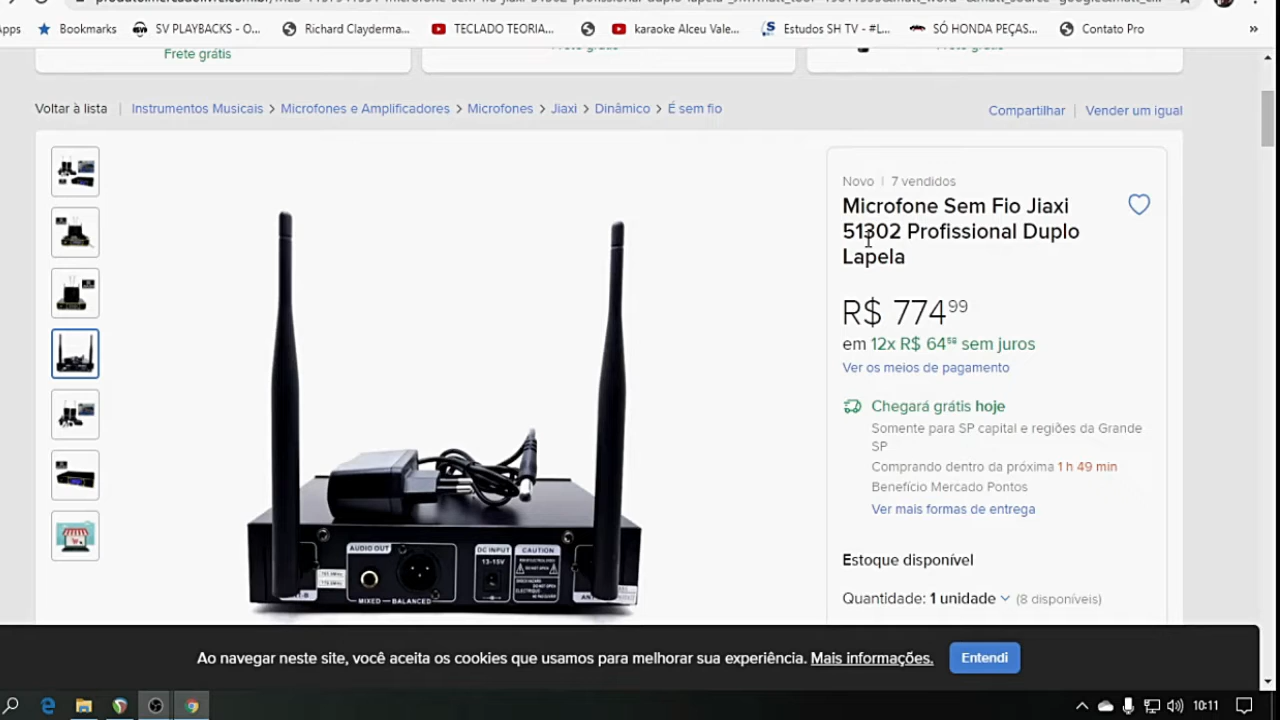 Apps
Bookmarks
SV PLAYBACKS - O...
Richard Clayderma...
TECLADO TEORIA...
karaoke Alceu Vale...
Estudos SH TV - #L...
SÓ HONDA PEÇAS...
Contato Pro
»
Frete grátis
Voltar à lista | Instrumentos Musicais > Microfones e Amplificadores > Microfones > Jiaxi > Dinâmico > É sem fio
Compartilhar | Vender um igual
Novo | 7 vendidos
Microfone Sem Fio Jiaxi
51302 Profissional Duplo
Lapela
R$ 774 99
em 12x R$ 64 58 sem juros
Ver os meios de pagamento
Chegará grátis hoje
Somente para SP capital e regiões da Grande
SP
Comprando dentro da próxima 1 h 49 min
Benefício Mercado Pontos
Ver mais formas de entrega
Estoque disponível
Quantidade: 1 unidade (8 disponíveis)
AUDIO OUT
MIXED BALANCED
DC INPUT
13-15V
CAUTION
Ao navegar neste site, você aceita os cookies que usamos para melhorar sua experiência. Mais informações.
Entendi
10:11